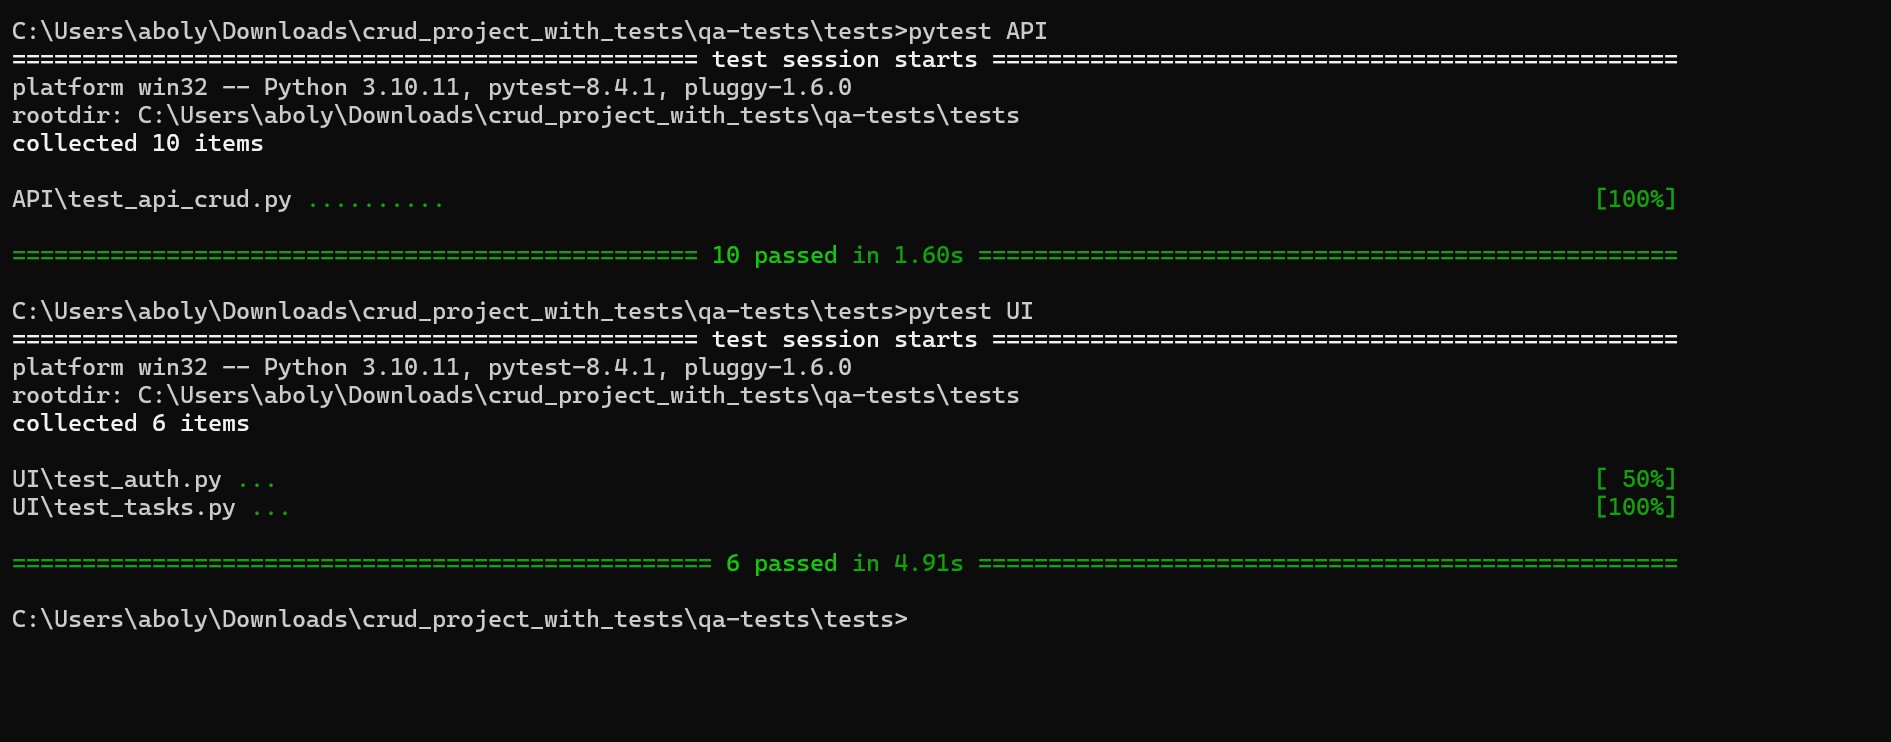 C:\Users\aboly\Downloads\crud_project_with_tests\qa-tests\tests>pytest API
================================================= test session starts =================================================
platform win32 -- Python 3.10.11, pytest-8.4.1, pluggy-1.6.0
rootdir: C:\Users\aboly\Downloads\crud_project_with_tests\qa-tests\tests
collected 10 items
API\test_api_crud.py .......... [100%]
================================================= 10 passed in 1.60s ==================================================
C:\Users\aboly\Downloads\crud_project_with_tests\qa-tests\tests>pytest UI
================================================= test session starts =================================================
platform win32 -- Python 3.10.11, pytest-8.4.1, pluggy-1.6.0
rootdir: C:\Users\aboly\Downloads\crud_project_with_tests\qa-tests\tests
collected 6 items
UI\test_auth.py ... [ 50%]
UI\test_tasks.py ... [100%]
================================================== 6 passed in 4.91s ==================================================
C:\Users\aboly\Downloads\crud_project_with_tests\qa-tests\tests>